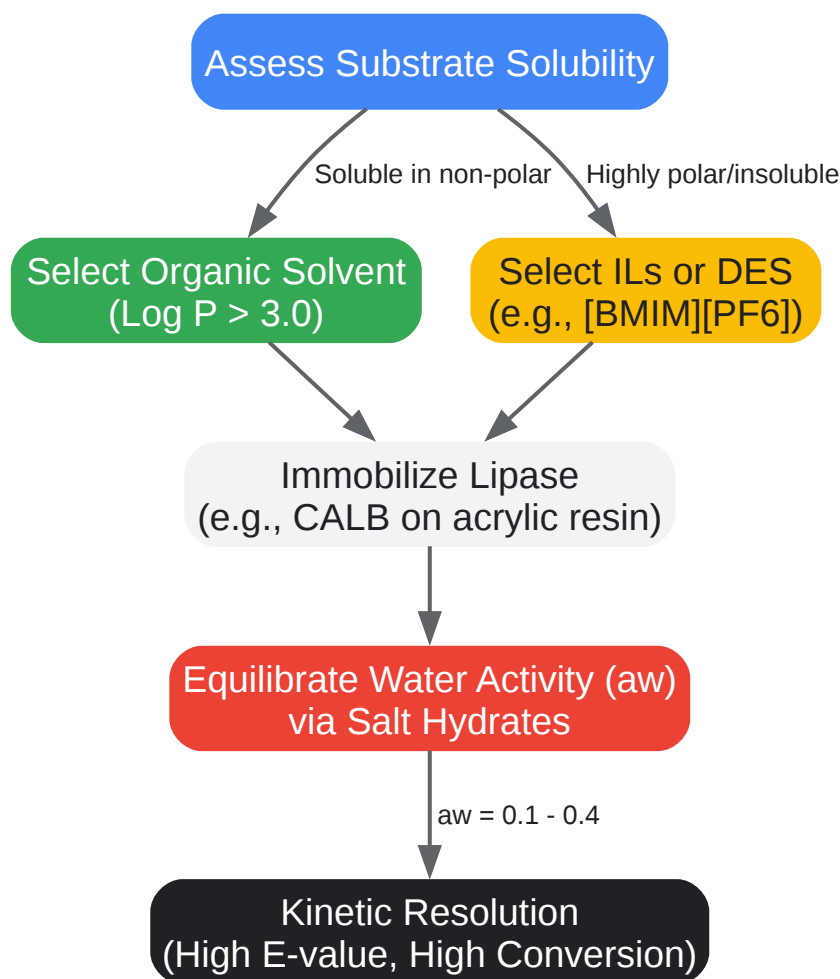 Assess Substrate Solubility
Soluble in non-polar
Highly polar/insoluble
Select Organic Solvent
(Log P > 3.0)
Select ILs or DES
(e.g., [BMIM][PF6])
Immobilize Lipase
(e.g., CALB on acrylic resin)
Equilibrate Water Activity (aw)
via Salt Hydrates
aw = 0.1 - 0.4
Kinetic Resolution
(High E-value, High Conversion)